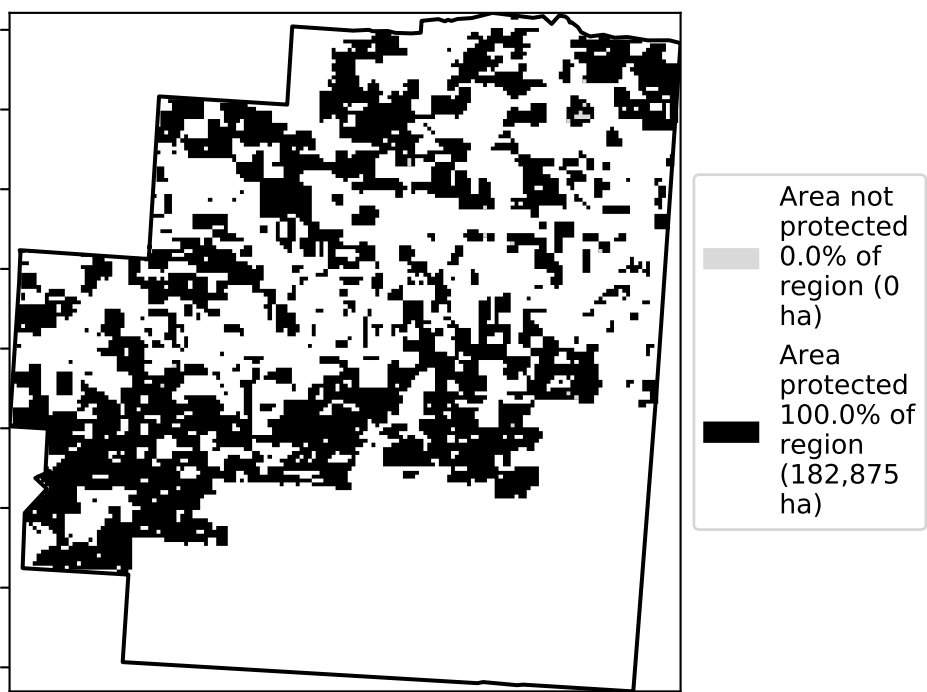 Area not
protected
0.0% of
region (0
ha)
Area
protected
100.0% of
region
(182,875
ha)